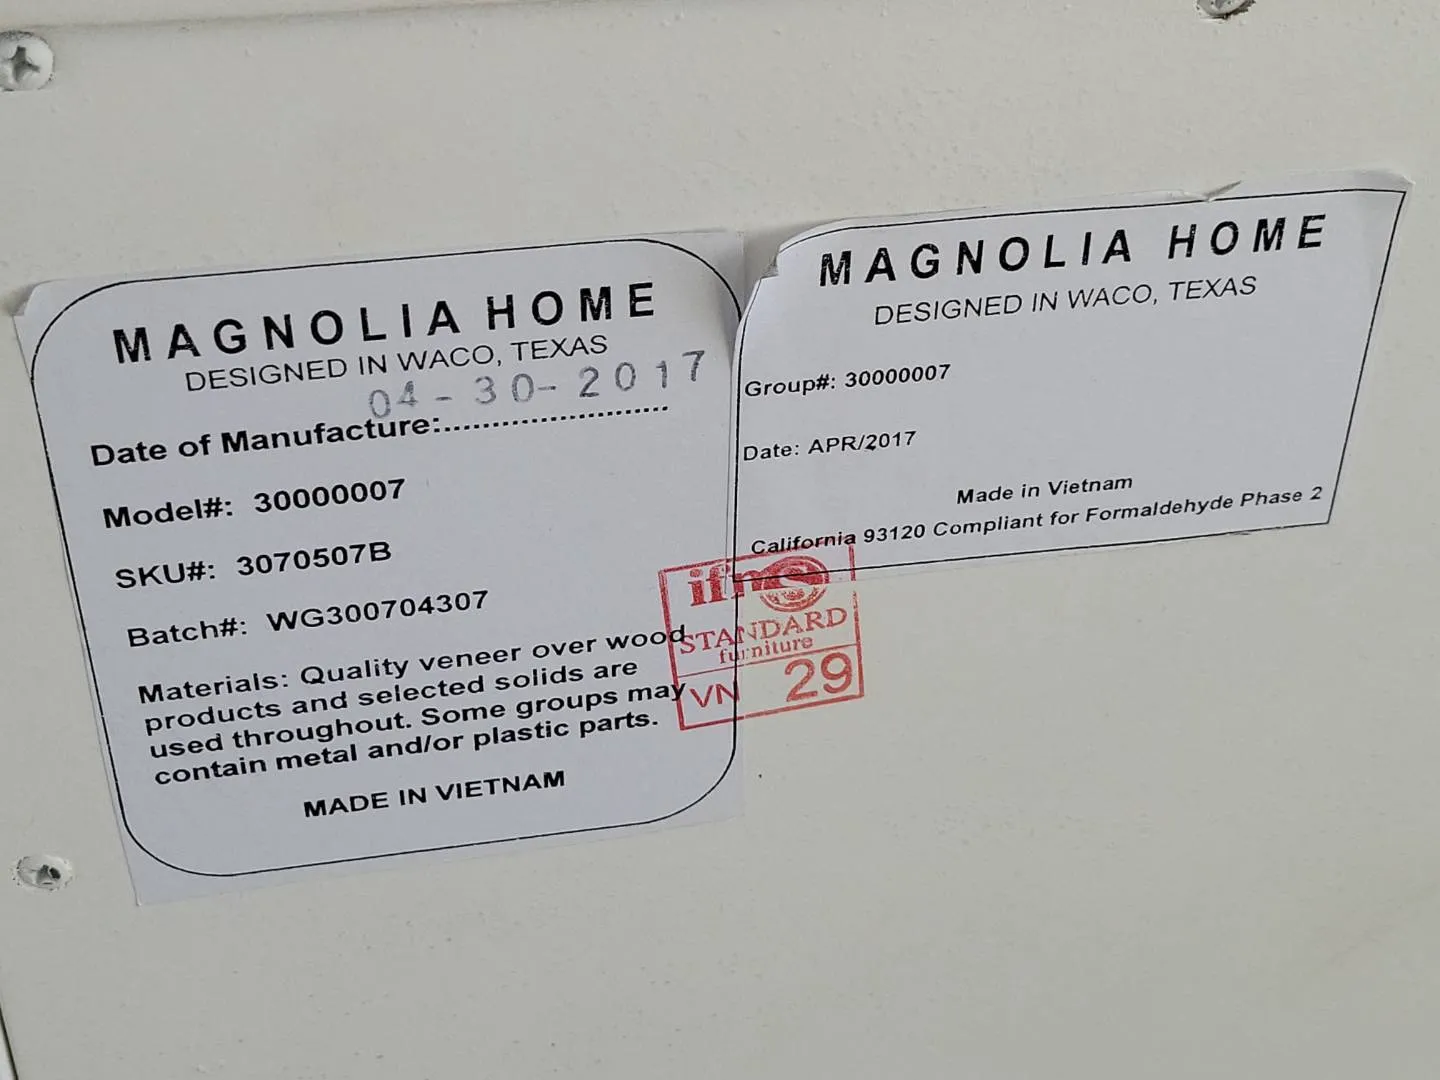 MAGNOLIA HOME
DESIGNED IN WACO, TEXAS
04-30-2017
Date of Manufacture:........................
Model#: 30000007
SKU#: 3070507B
Batch#: WG300704307
Materials: Quality veneer over wood
products and selected solids are
used throughout. Some groups may
contain metal and/or plastic parts.
MADE IN VIETNAM
MAGNOLIA HOME
DESIGNED IN WACO, TEXAS
Group#: 30000007
Date: APR/2017
Made in Vietnam
California 93120 Compliant for Formaldehyde Phase 2
ifms
STANDARD
furniture
VN 29